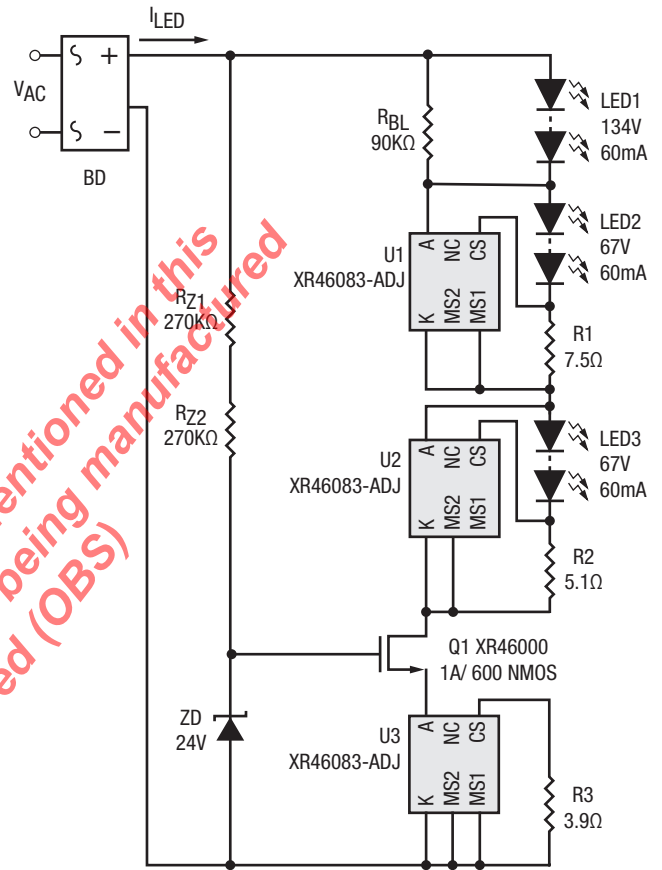 ILED
VAC
BD
RBL
90KΩ
LED1
134V
60mA
LED2
67V
60mA
U1
XR46083-ADJ
A
NC
CS
K
MS2
MS1
R1
7.5Ω
RZ1
270KΩ
RZ2
270KΩ
U2
XR46083-ADJ
A
NC
CS
K
MS2
MS1
LED3
67V
60mA
R2
5.1Ω
Q1 XR46000
1A/ 600 NMOS
ZD
24V
U3
XR46083-ADJ
A
NC
CS
K
MS2
MS1
R3
3.9Ω
mentioned in this
being manufactured
(OBS)